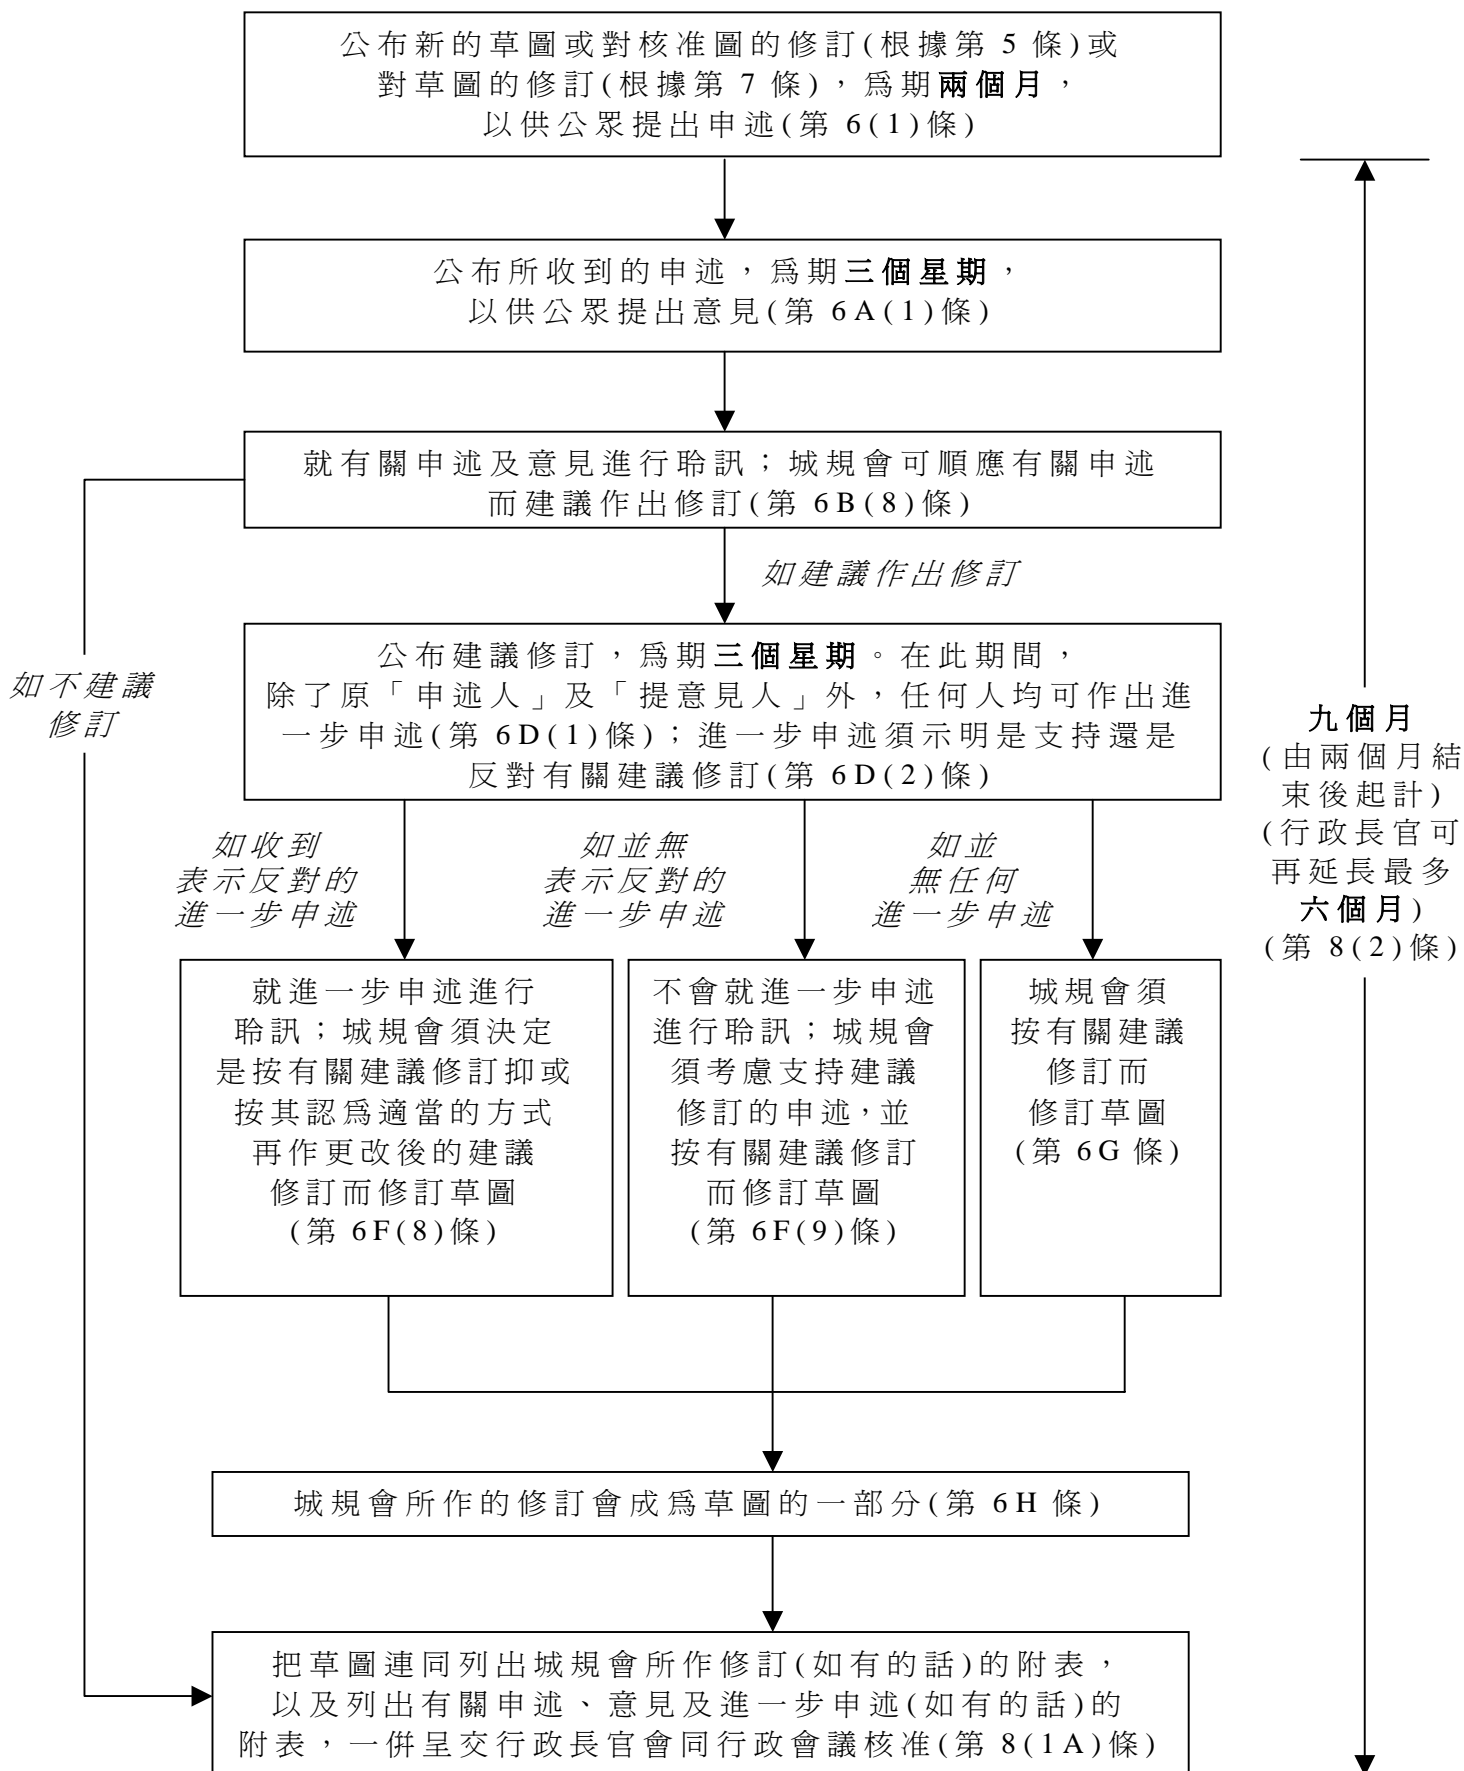 公布新的草圖或對核准圖的修訂(根據第 5 條)或
對草圖的修訂(根據第 7 條)，爲期兩個月，
以供公眾提出申述(第 6(1)條)
公布所收到的申述，爲期三個星期，
以供公眾提出意見(第 6A(1)條)
就有關申述及意見進行聆訊；城規會可順應有關申述
而建議作出修訂(第 6B(8)條)
如建議作出修訂
如不建議
修訂
公布建議修訂，爲期三個星期。在此期間，
除了原「申述人」及「提意見人」外，任何人均可作出進
一步申述(第 6D(1)條)；進一步申述須示明是支持還是
反對有關建議修訂(第 6D(2)條)
如收到
表示反對的
進一步申述
如並無
表示反對的
進一步申述
如並
無任何
進一步申述
就進一步申述進行
聆訊；城規會須決定
是按有關建議修訂抑或
按其認爲適當的方式
再作更改後的建議
修訂而修訂草圖
(第 6F(8)條)
不會就進一步申述
進行聆訊；城規會
須考慮支持建議
修訂的申述，並
按有關建議修訂
而修訂草圖
(第 6F(9)條)
城規會須
按有關建議
修訂而
修訂草圖
(第 6G 條)
九個月
(由兩個月結
束後起計)
(行政長官可
再延長最多
六個月)
(第 8(2)條)
城規會所作的修訂會成爲草圖的一部分(第 6H 條)
把草圖連同列出城規會所作修訂(如有的話)的附表，
以及列出有關申述、意見及進一步申述(如有的話)的
附表，一併呈交行政長官會同行政會議核准(第 8(1A)條)